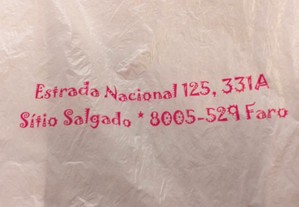 Estrada Nacional 125, 331A
Sítio Salgado * 8005-529 Faro